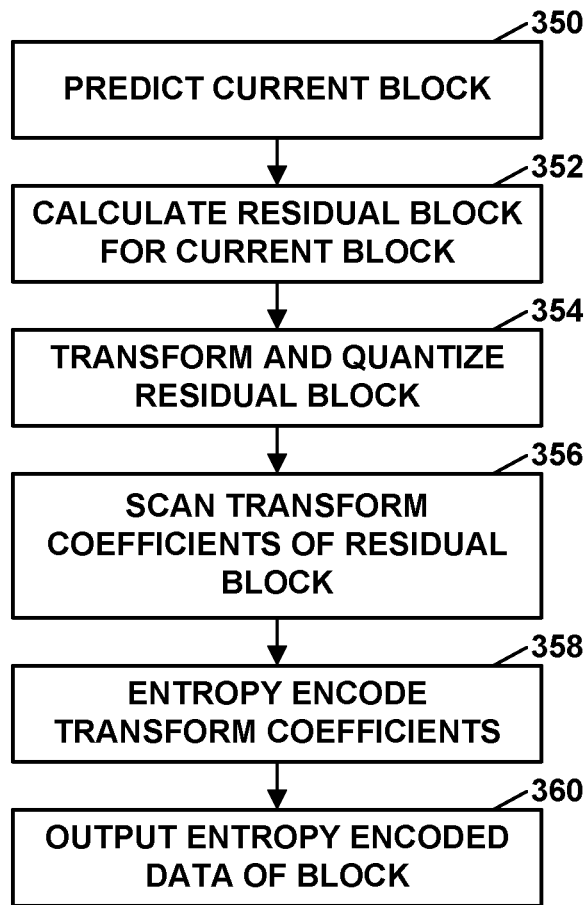 350
PREDICT CURRENT BLOCK
352
CALCULATE RESIDUAL BLOCK
FOR CURRENT BLOCK
354
TRANSFORM AND QUANTIZE
RESIDUAL BLOCK
356
SCAN TRANSFORM
COEFFICIENTS OF RESIDUAL
BLOCK
358
ENTROPY ENCODE
TRANSFORM COEFFICIENTS
360
OUTPUT ENTROPY ENCODED
DATA OF BLOCK